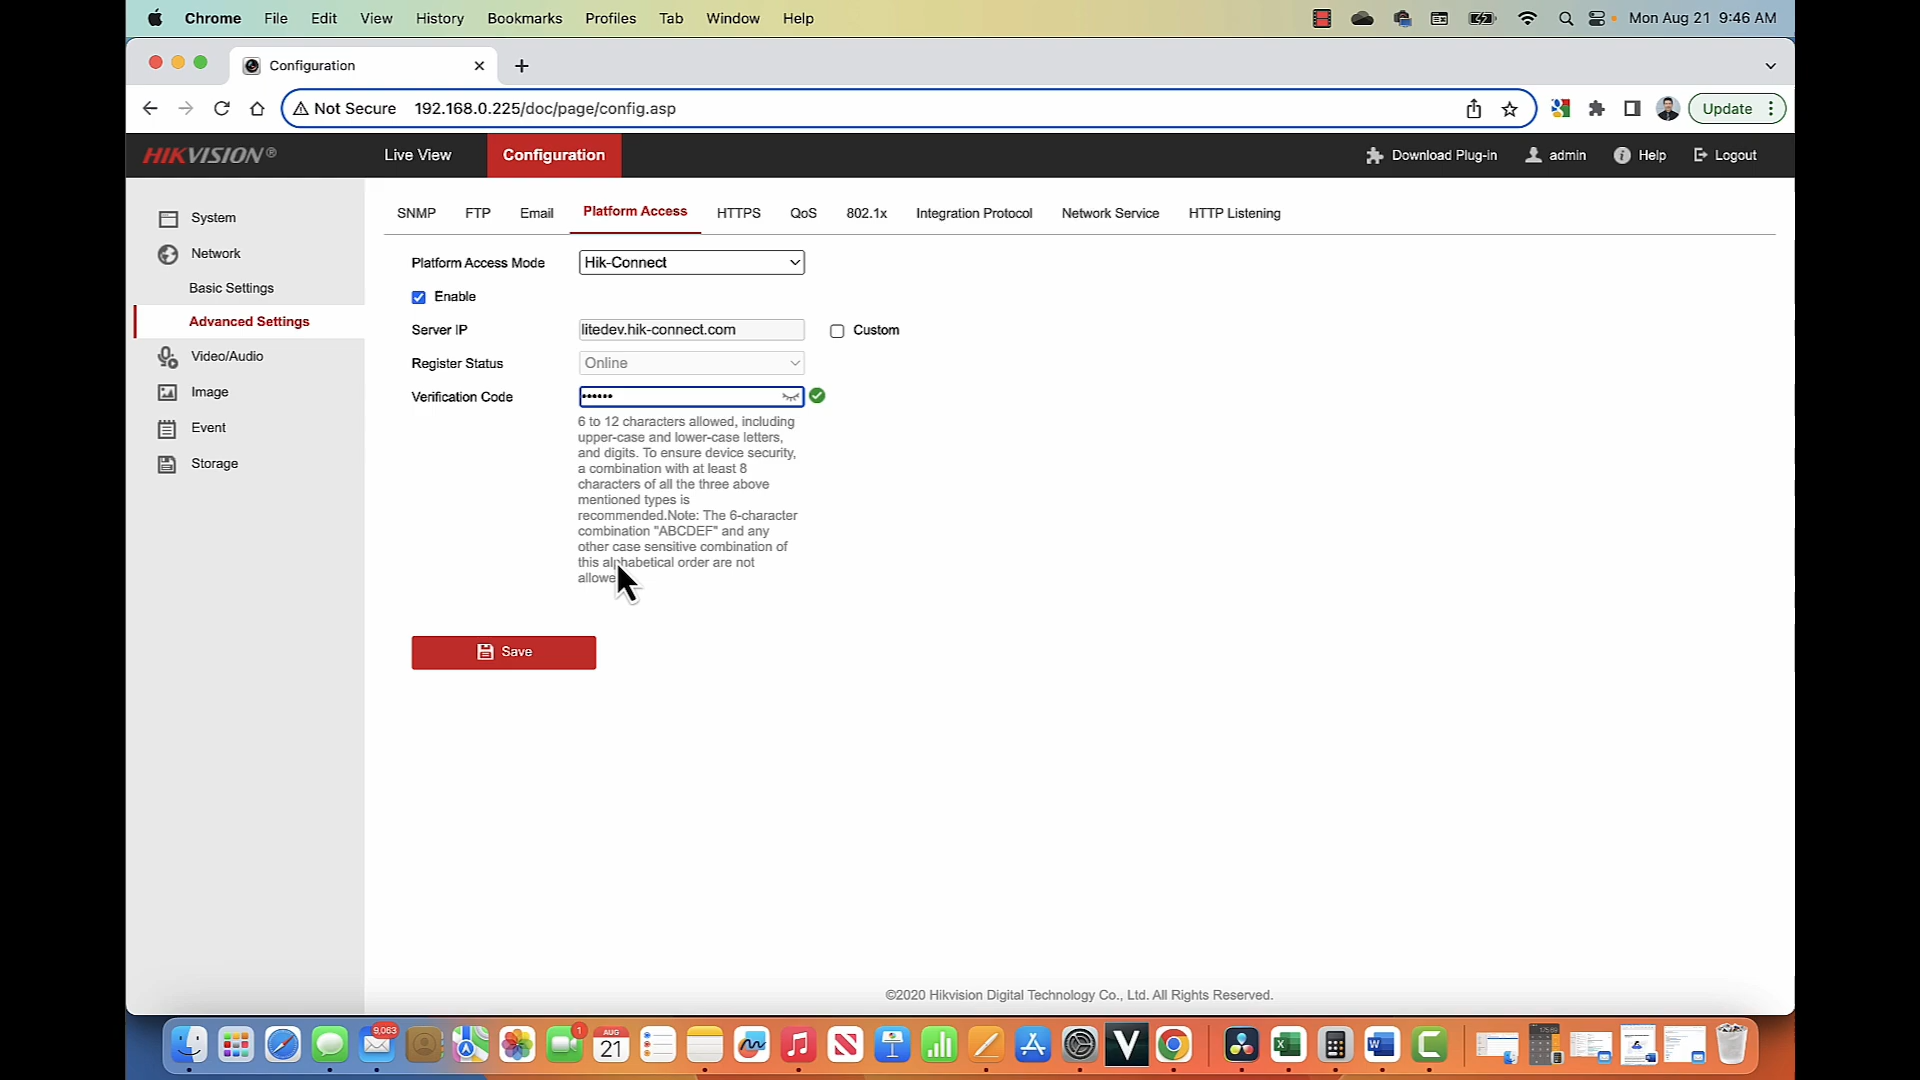 Chrome File Edit View History Bookmarks Profiles Tab Window Help Mon Aug 21 9:46 AM
Configuration
Not Secure 192.168.0.225/doc/page/config.asp Update
HIKVISION® Live View Configuration Download Plug-in admin Help Logout
System
Network
Basic Settings
Advanced Settings
Video/Audio
Image
Event
Storage
SNMP FTP Email Platform Access HTTPS QoS 802.1x Integration Protocol Network Service HTTP Listening
Platform Access Mode Hik-Connect
Enable
Server IP litedev.hik-connect.com Custom
Register Status Online
Verification Code ••••••
6 to 12 characters allowed, including
upper-case and lower-case letters,
and digits. To ensure device security,
a combination with at least 8
characters of all the three above
mentioned types is
recommended.Note: The 6-character
combination "ABCDEF" and any
other case sensitive combination of
this alphabetical order are not
allowe
Save
©2020 Hikvision Digital Technology Co., Ltd. All Rights Reserved.
9,063
1
AUG
21